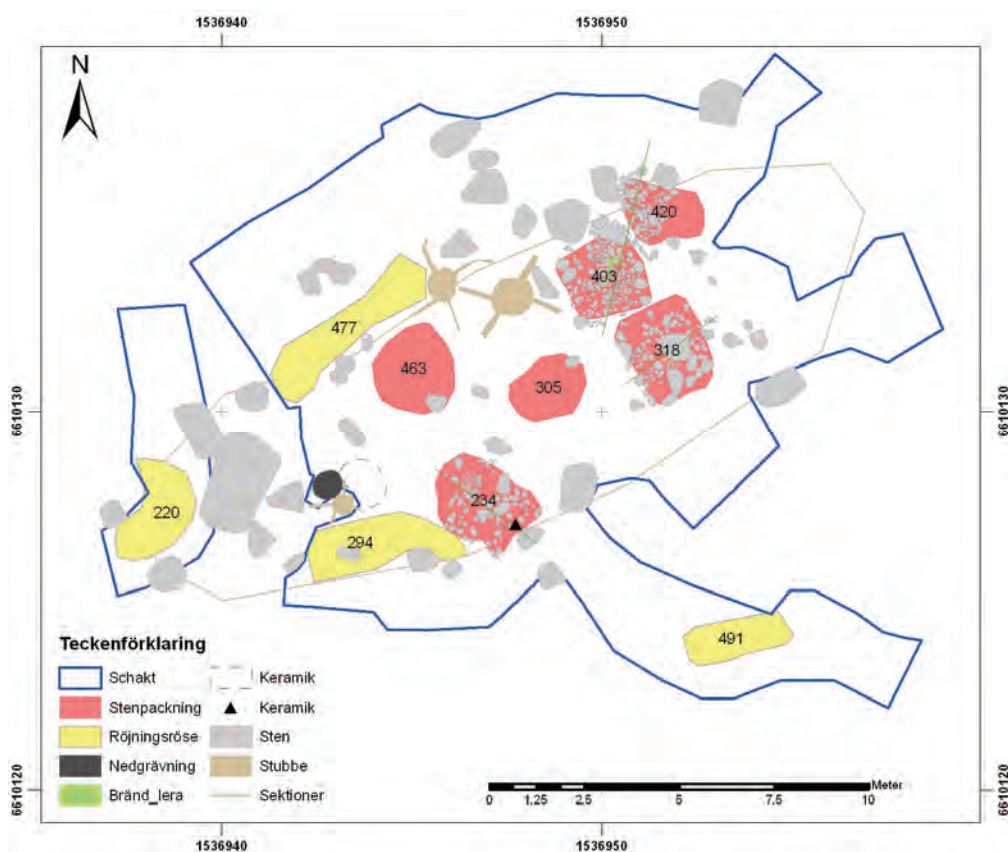 1536940 1536950
N
420
403
477
318
463
305
6610130 6610130
234
220
294
491
Teckenförklaring
Schakt
Stenpackning
Röjningsröse
Nedgrävning
Bränd_lera
Keramik
Keramik
Sten
Stubbe
Sektioner
Meter
0 1,25 2,5 5 7,5 10
6610120 6610120
1536940 1536950